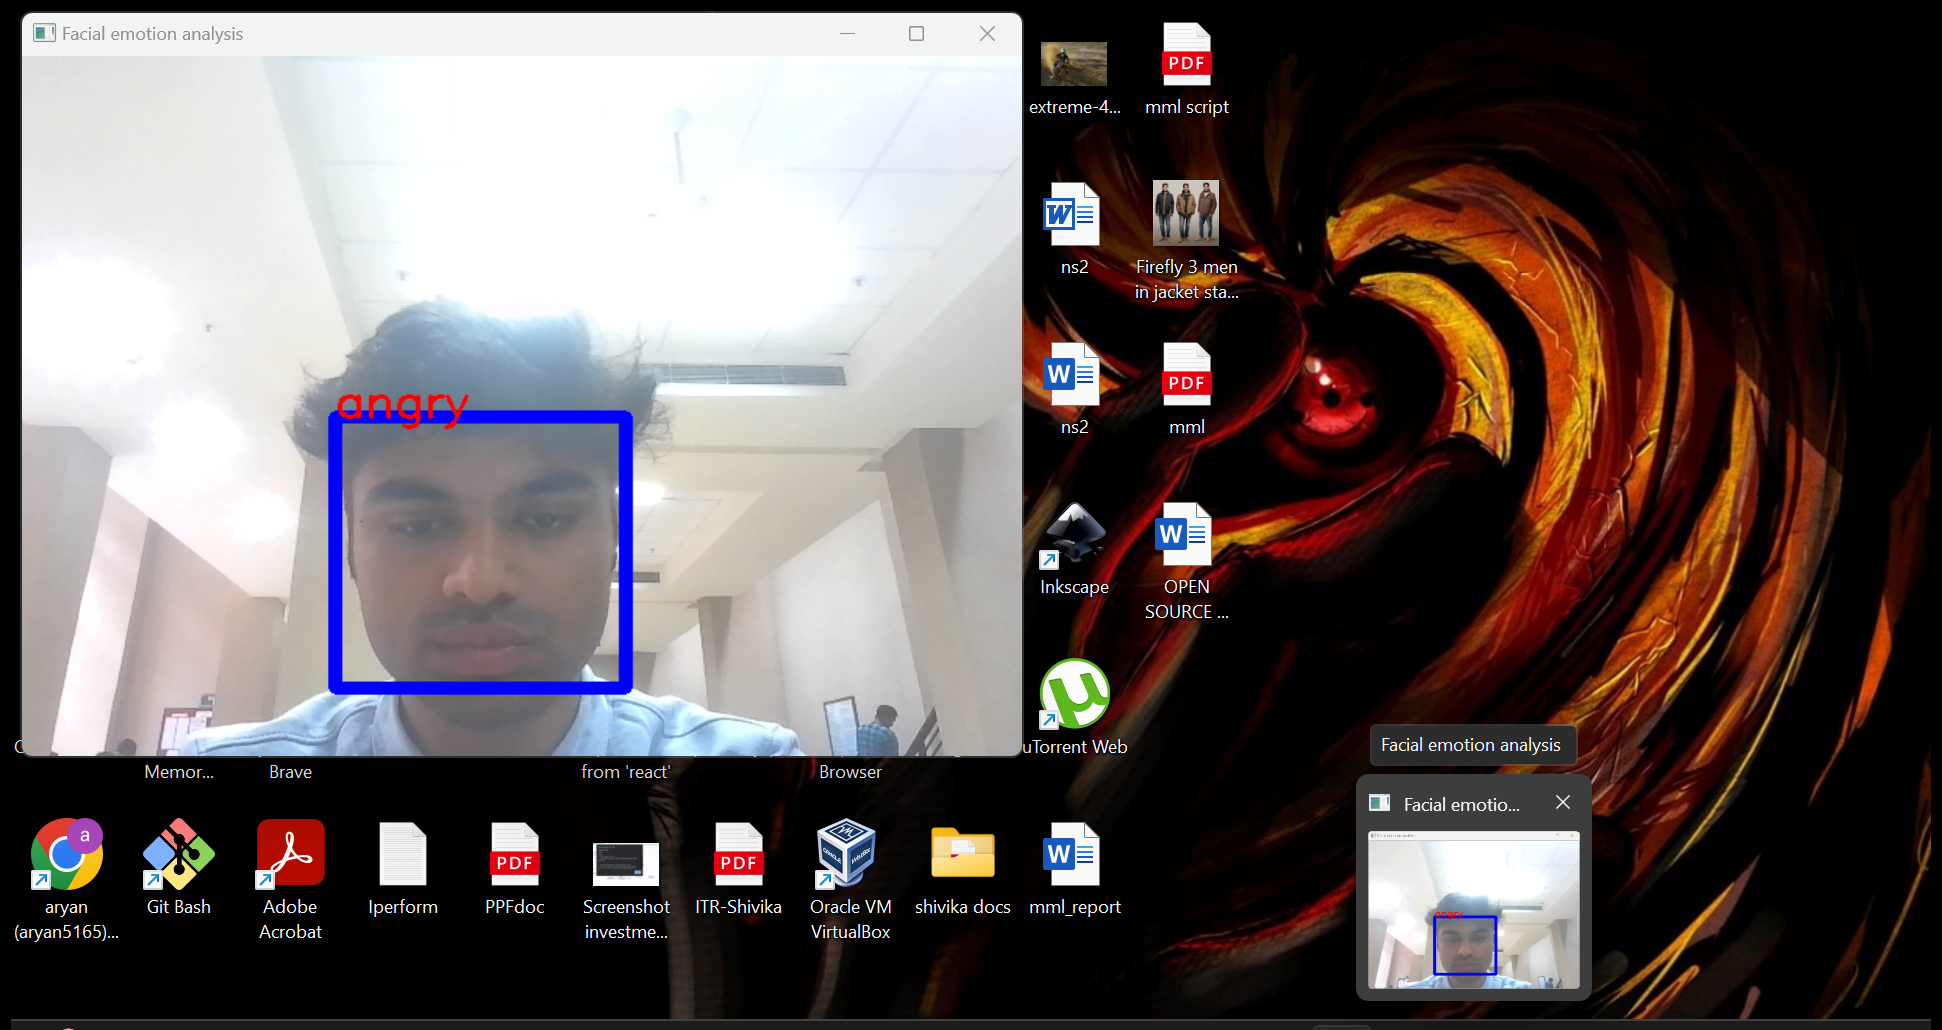 Facial emotion analysis
angry
extreme-4...
mml script
ns2
Firefly 3 men
in jacket sta...
ns2
mml
Inkscape
OPEN
SOURCE ...
uTorrent Web
Memor...
Brave
from 'react'
Browser
aryan
(aryan5165)...
Git Bash
Adobe
Acrobat
Iperform
PPFdoc
Screenshot
investme...
ITR-Shivika
Oracle VM
VirtualBox
shivika docs
mml_report
Facial emotion analysis
Facial emotio...
angry
PDF
W
W
PDF
W
a
PDF
PDF
W